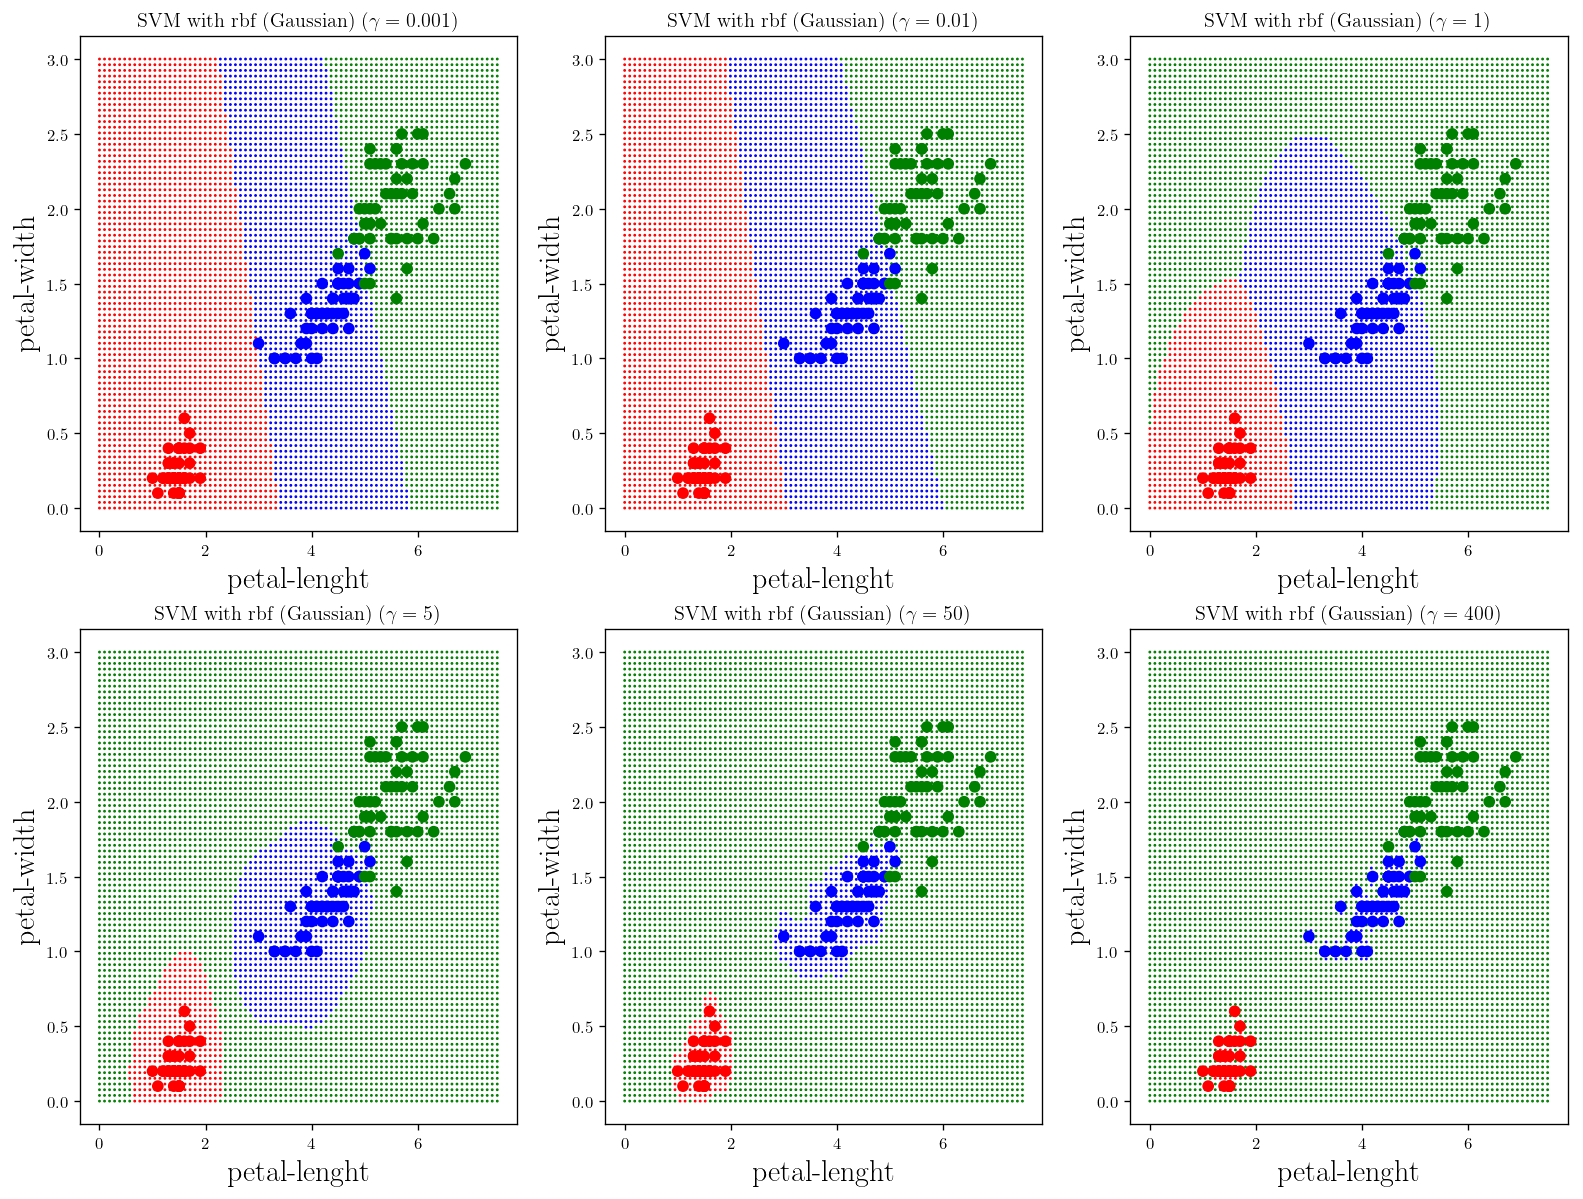 SVM with rbf (Gaussian) (γ = 0.001)
3.0
2.5
2.0
1.5
1.0
0.5
0.0
petal-width
0 2 4 6
petal-lenght
SVM with rbf (Gaussian) (γ = 0.01)
3.0
2.5
2.0
1.5
1.0
0.5
0.0
petal-width
0 2 4 6
petal-lenght
SVM with rbf (Gaussian) (γ = 1)
3.0
2.5
2.0
1.5
1.0
0.5
0.0
petal-width
0 2 4 6
petal-lenght
SVM with rbf (Gaussian) (γ = 5)
3.0
2.5
2.0
1.5
1.0
0.5
0.0
petal-width
0 2 4 6
petal-lenght
SVM with rbf (Gaussian) (γ = 50)
3.0
2.5
2.0
1.5
1.0
0.5
0.0
petal-width
0 2 4 6
petal-lenght
SVM with rbf (Gaussian) (γ = 400)
3.0
2.5
2.0
1.5
1.0
0.5
0.0
petal-width
0 2 4 6
petal-lenght